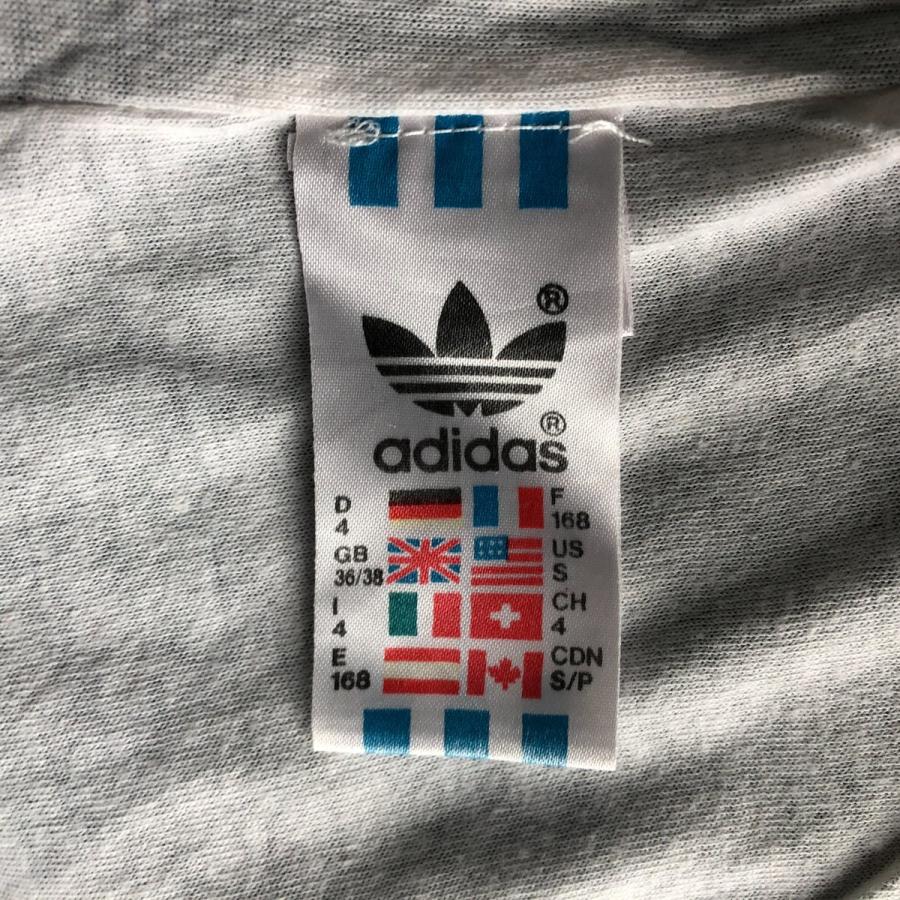 ®
®
adidas
D F
4 168
GB US
36/38 S
I CH
4 4
E CDN
168 S/P